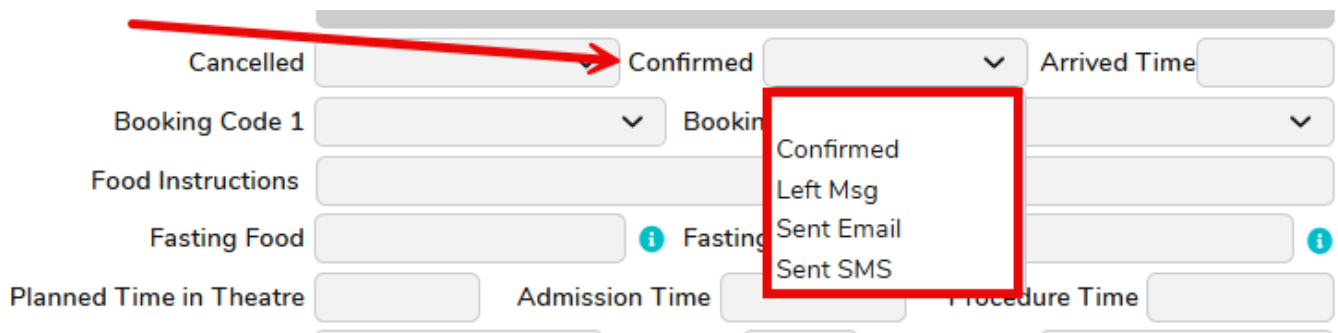 Cancelled Confirmed Arrived Time
Booking Code 1 Bookin
Confirmed
Food Instructions Left Msg
Fasting Food Fasting Sent Email
Sent SMS
Planned Time in Theatre Admission Time Procedure Time